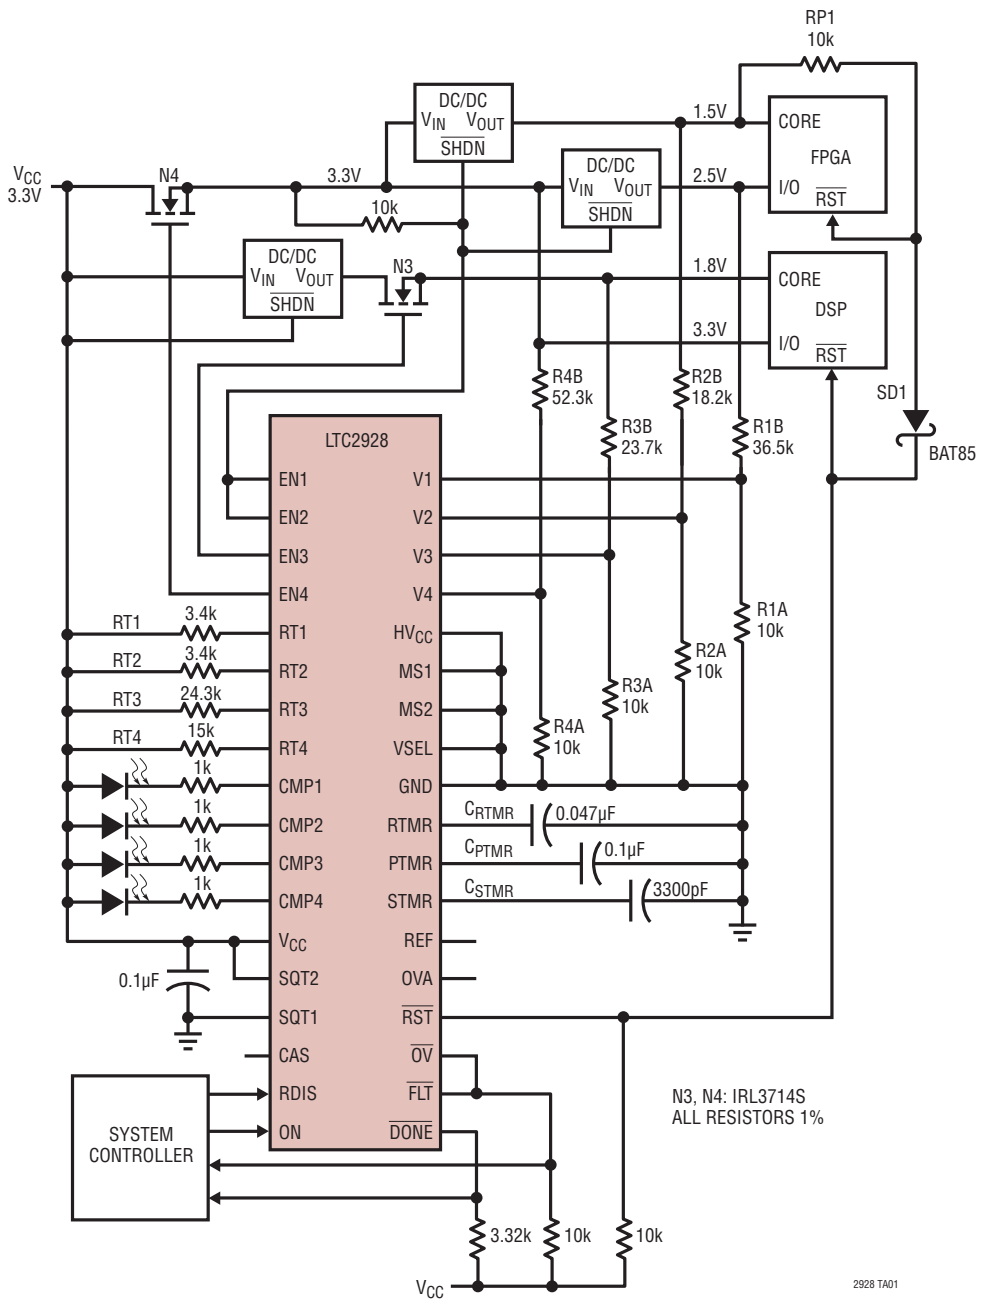 RP1
10k
DC/DC
VIN VOUT
SHDN
1.5V
CORE
FPGA
I/O
RST
VCC
3.3V
N4
3.3V
10k
DC/DC
VIN VOUT
SHDN
2.5V
DC/DC
VIN VOUT
SHDN
N3
1.8V
CORE
DSP
3.3V
I/O
RST
R4B
52.3k
R2B
18.2k
R3B
23.7k
R1B
36.5k
SD1
BAT85
LTC2928
EN1
EN2
EN3
EN4
RT1
RT2
RT3
RT4
CMP1
CMP2
CMP3
CMP4
VCC
SQT2
SQT1
CAS
RDIS
ON
V1
V2
V3
V4
HVCC
MS1
MS2
VSEL
GND
RTMR
PTMR
STMR
REF
OVA
RST
OV
FLT
DONE
RT1
3.4k
RT2
3.4k
RT3
24.3k
RT4
15k
1k
1k
1k
1k
0.1µF
R1A
10k
R2A
10k
R3A
10k
R4A
10k
CRTMR
0.047µF
CPTMR
0.1µF
CSTMR
3300pF
SYSTEM
CONTROLLER
N3, N4: IRL3714S
ALL RESISTORS 1%
3.32k
10k
10k
VCC
2928 TA01